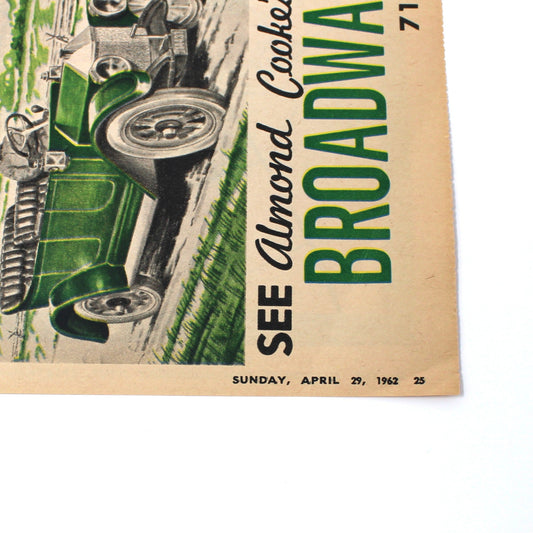 SEE Almond Cooke's
BROADWA
71
SUNDAY, APRIL 29, 1962 25